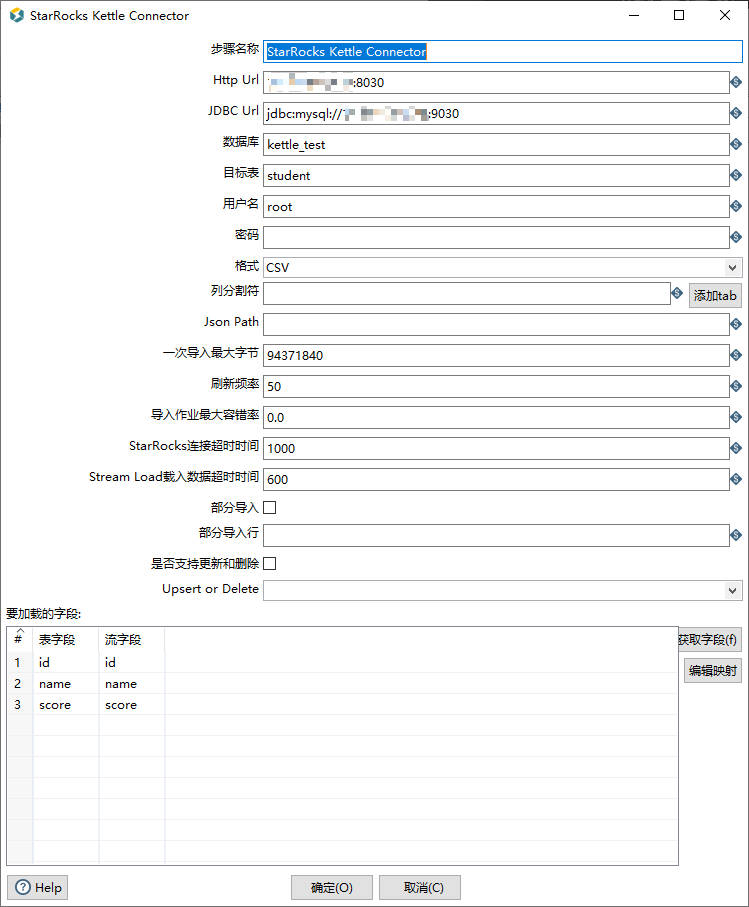 StarRocks Kettle Connector
步骤名称 StarRocks Kettle Connector
Http Url :8030
JDBC Url jdbc:mysql:// :9030
数据库 kettle_test
目标表 student
用户名 root
密码
格式 CSV
列分割符 添加tab
Json Path
一次导入最大字节 94371840
刷新频率 50
导入作业最大容错率 0.0
StarRocks连接超时时间 1000
Stream Load载入数据超时时间 600
部分导入
部分导入行
是否支持更新和删除
Upsert or Delete
要加载的字段:
# 表字段 流字段 获取字段(f)
1 id id
编辑映射
2 name name
3 score score
Help 确定(O) 取消(C)